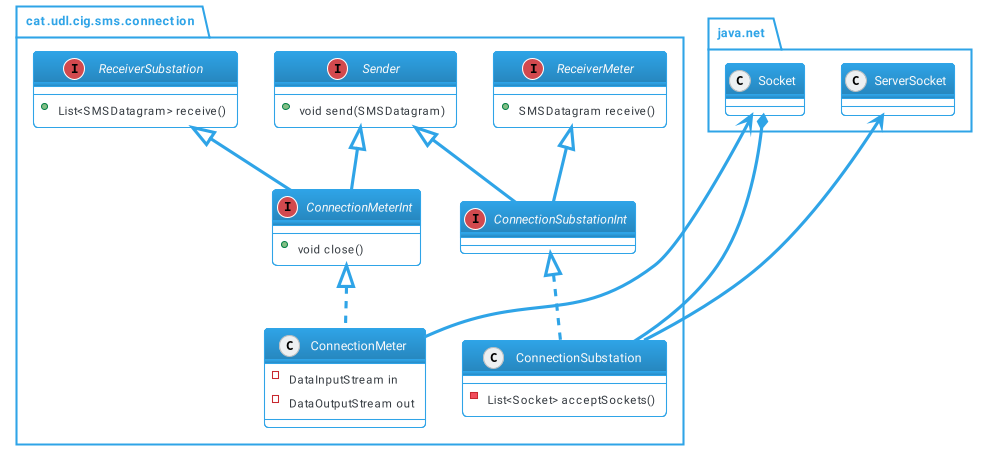 cat.udl.cig.sms.connection
java.net
I ReceiverSubstation
List<SMSDatagram> receive()
I Sender
void send(SMSDatagram)
I ReceiverMeter
SMSDatagram receive()
C Socket
C ServerSocket
I ConnectionMeterInt
void close()
I ConnectionSubstationInt
C ConnectionMeter
DataInputStream in
DataOutputStream out
C ConnectionSubstation
List<Socket> acceptSockets()